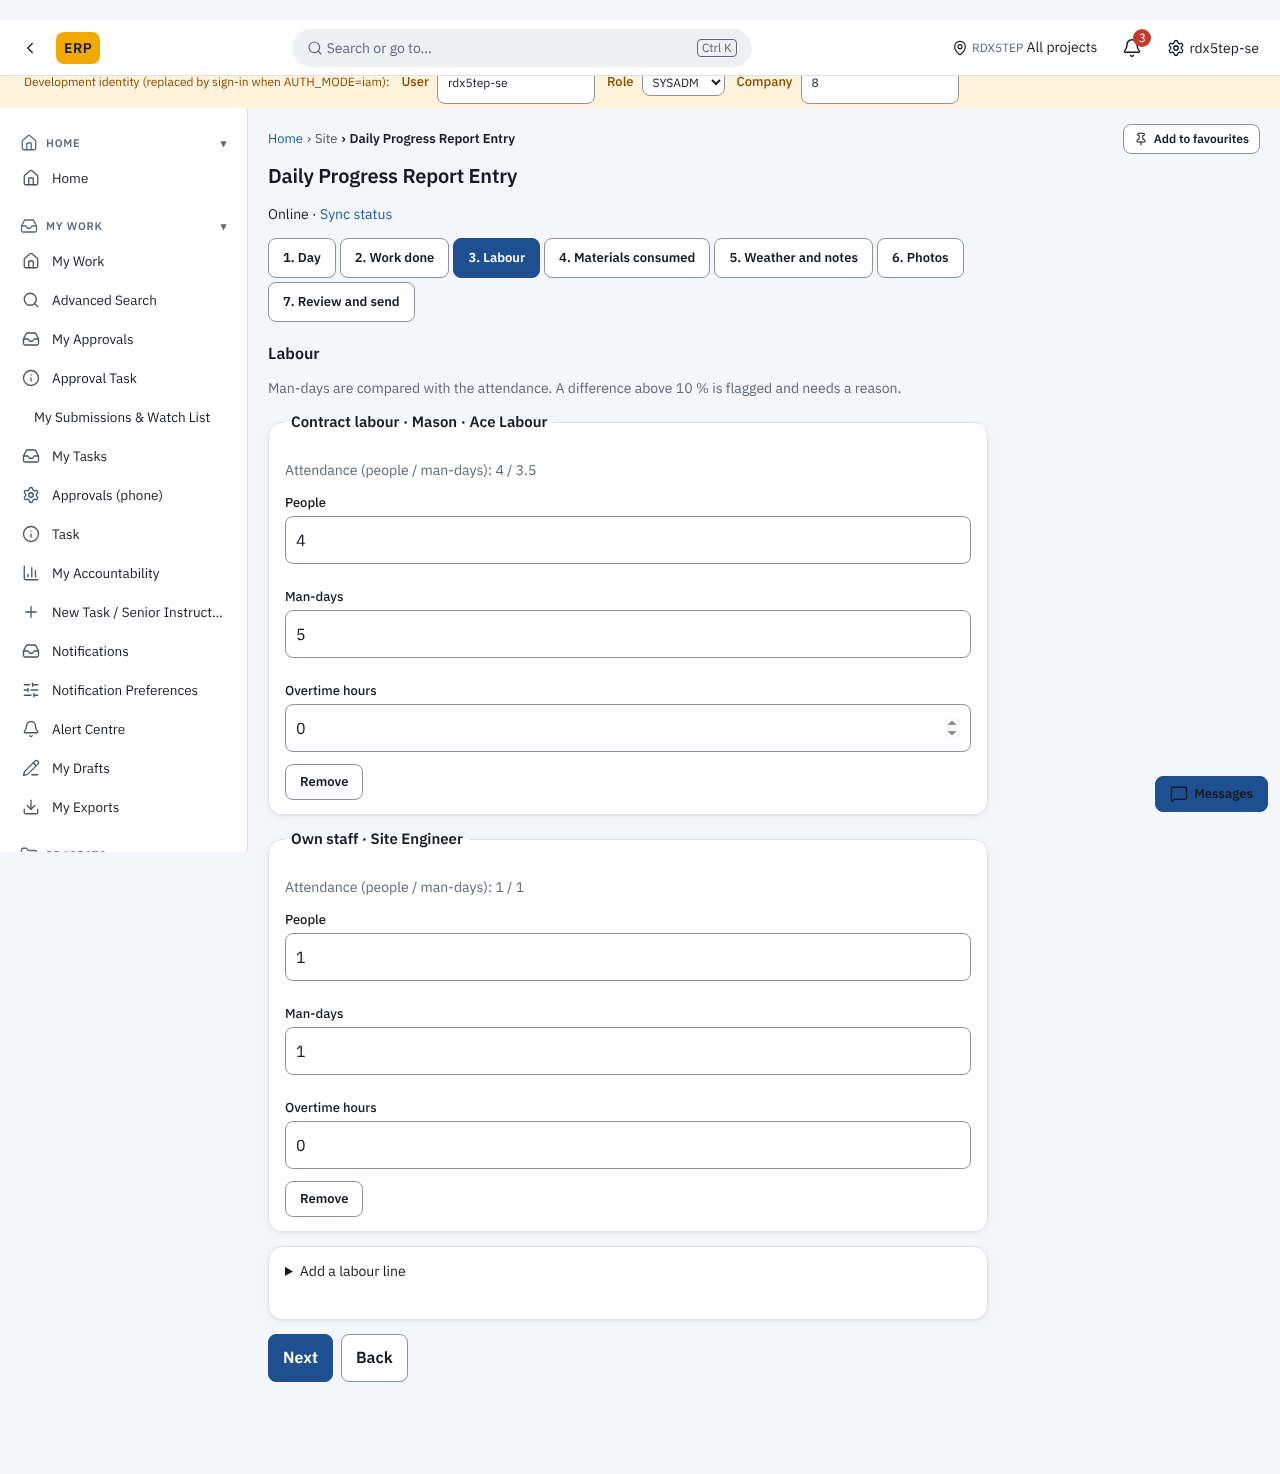 ERP
Search or go to...
Ctrl K
RDX5TEP All projects
3
rdx5tep-se
Development identity (replaced by sign-in when AUTH_MODE=iam):
User
rdx5tep-se
Role
SYSADM
Company
8
HOME
Home
MY WORK
My Work
Advanced Search
My Approvals
Approval Task
My Submissions & Watch List
My Tasks
Approvals (phone)
Task
My Accountability
New Task / Senior Instruct...
Notifications
Notification Preferences
Alert Centre
My Drafts
My Exports
Home › Site › Daily Progress Report Entry
Add to favourites
Daily Progress Report Entry
Online · Sync status
1. Day
2. Work done
3. Labour
4. Materials consumed
5. Weather and notes
6. Photos
7. Review and send
Labour
Man-days are compared with the attendance. A difference above 10 % is flagged and needs a reason.
Contract labour · Mason · Ace Labour
Attendance (people / man-days): 4 / 3.5
People
4
Man-days
5
Overtime hours
0
Remove
Messages
Own staff · Site Engineer
Attendance (people / man-days): 1 / 1
People
1
Man-days
1
Overtime hours
0
Remove
Add a labour line
Next
Back